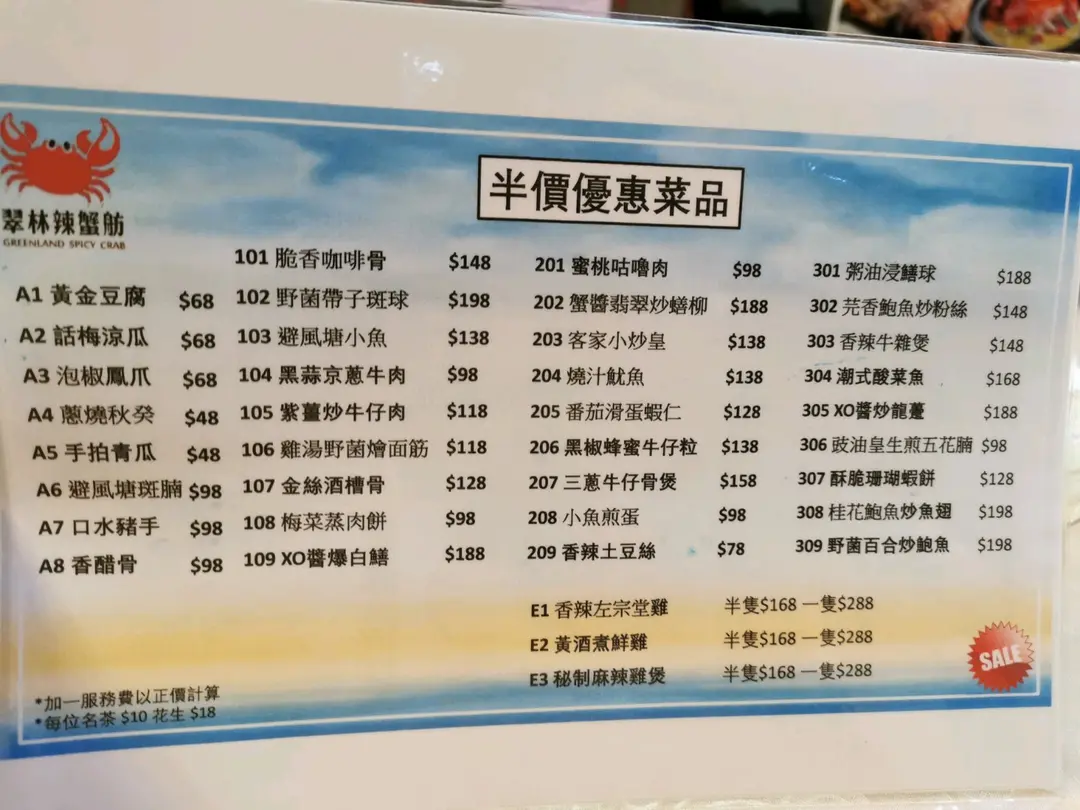 半價優惠菜品
翠林辣蟹舫
GREENLAND SPICY CRAB
A1 黃金豆腐 $68
A2 話梅涼瓜 $68
A3 泡椒鳳爪 $68
A4 蔥燒秋葵 $48
A5 手拍青瓜 $48
A6 避風塘斑腩 $98
A7 口水豬手 $98
A8 香醋骨 $98
101 脆香咖啡骨 $148
102 野菌帶子斑球 $198
103 避風塘小魚 $138
104 黑蒜京蔥牛肉 $98
105 紫薑炒牛仔肉 $118
106 雞湯野菌燴面筋 $118
107 金絲酒槽骨 $128
108 梅菜蒸肉餅 $98
109 XO醬爆白鱔 $188
201 蜜桃咕嚕肉 $98
202 蟹醬翡翠炒蟮柳 $188
203 客家小炒皇 $138
204 燒汁魷魚 $138
205 番茄滑蛋蝦仁 $128
206 黑椒蜂蜜牛仔粒 $138
207 三蔥牛仔骨煲 $158
208 小魚煎蛋 $98
209 香辣土豆絲 $78
301 粥油浸鱔球 $188
302 芫香鮑魚炒粉絲 $148
303 香辣牛雜煲 $148
304 潮式酸菜魚 $168
305 XO醬炒龍躉 $188
306 豉油皇生煎五花腩 $98
307 酥脆珊瑚蝦餅 $128
308 桂花鮑魚炒魚翅 $198
309 野菌百合炒鮑魚 $198
E1 香辣左宗堂雞 半隻$168 一隻$288
E2 黃酒煮鮮雞 半隻$168 一隻$288
E3 秘制麻辣雞煲 半隻$168 一隻$288
SALE
*加一服務費以正價計算
*每位名茶 $10 花生 $18